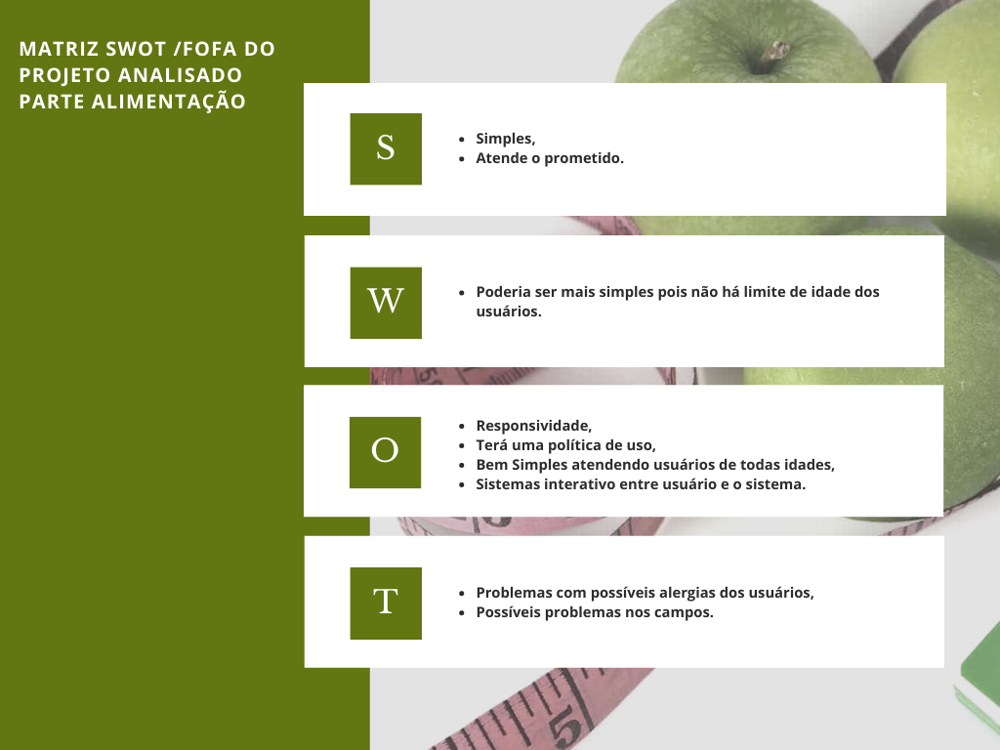 MATRIZ SWOT /FOFA DO
PROJETO ANALISADO
PARTE ALIMENTAÇÃO
S
• Simples,
• Atende o prometido.
W
• Poderia ser mais simples pois não há limite de idade dos
usuários.
O
• Responsividade,
• Terá uma política de uso,
• Bem Simples atendendo usuários de todas idades,
• Sistemas interativo entre usuário e o sistema.
T
• Problemas com possíveis alergias dos usuários,
• Possíveis problemas nos campos.
5